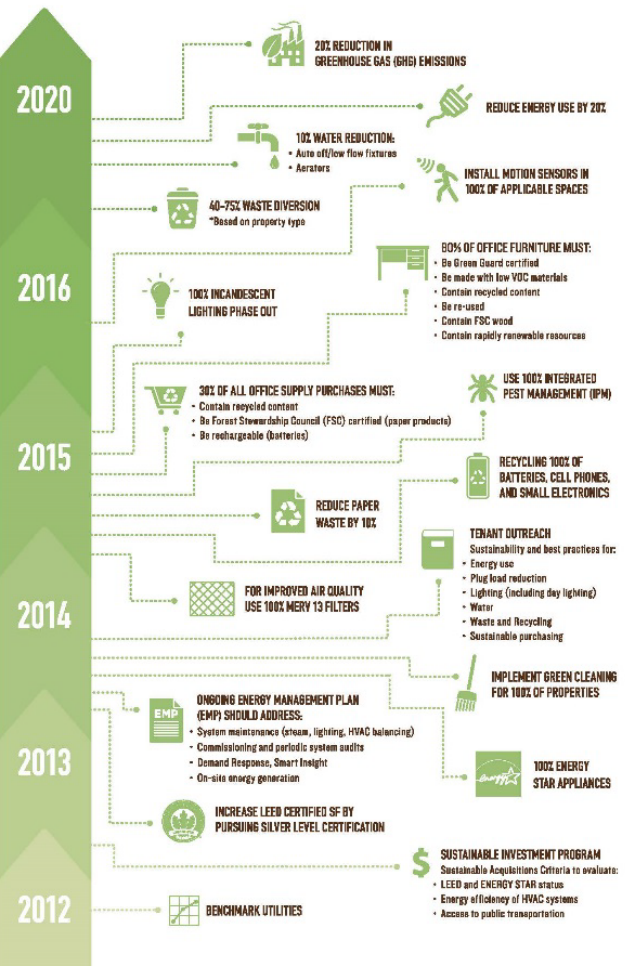 2020
20% REDUCTION IN
GREENHOUSE GAS (GHG) EMISSIONS
REDUCE ENERGY USE BY 20%
10% WATER REDUCTION:
• Auto off/low flow fixtures
• Aerators
INSTALL MOTION SENSORS IN
100% OF APPLICABLE SPACES
40-75% WASTE DIVERSION
*Based on property type
2016
80% OF OFFICE FURNITURE MUST:
• Be Green Guard certified
• Be made with low VOC materials
• Contain recycled content
• Be re-used
• Contain FSC wood
• Contain rapidly renewable resources
100% INCANDESCENT
LIGHTING PHASE OUT
2015
30% OF ALL OFFICE SUPPLY PURCHASES MUST:
• Contain recycled content
• Be Forest Stewardship Council (FSC) certified (paper products)
• Be rechargeable (batteries)
USE 100% INTEGRATED
PEST MANAGEMENT (IPM)
RECYCLING 100% OF
BATTERIES, CELL PHONES,
AND SMALL ELECTRONICS
REDUCE PAPER
WASTE BY 10%
2014
TENANT OUTREACH
Sustainability and best practices for:
• Energy use
• Plug load reduction
• Lighting (including day lighting)
• Water
• Waste and Recycling
• Sustainable purchasing
FOR IMPROVED AIR QUALITY
USE 100% MERV 13 FILTERS
IMPLEMENT GREEN CLEANING
FOR 100% OF PROPERTIES
2013
EMP
ONGOING ENERGY MANAGEMENT PLAN
(EMP) SHOULD ADDRESS:
• System maintenance (steam, lighting, HVAC balancing)
• Commissioning and periodic system audits
• Demand Response, Smart Insight
• On-site energy generation
energy
100% ENERGY
STAR APPLIANCES
INCREASE LEED CERTIFIED SF BY
PURSUING SILVER LEVEL CERTIFICATION
2012
$
SUSTAINABLE INVESTMENT PROGRAM
Sustainable Acquisitions Criteria to evaluate:
• LEED and ENERGY STAR status
• Energy efficiency of HVAC systems
• Access to public transportation
BENCHMARK UTILITIES